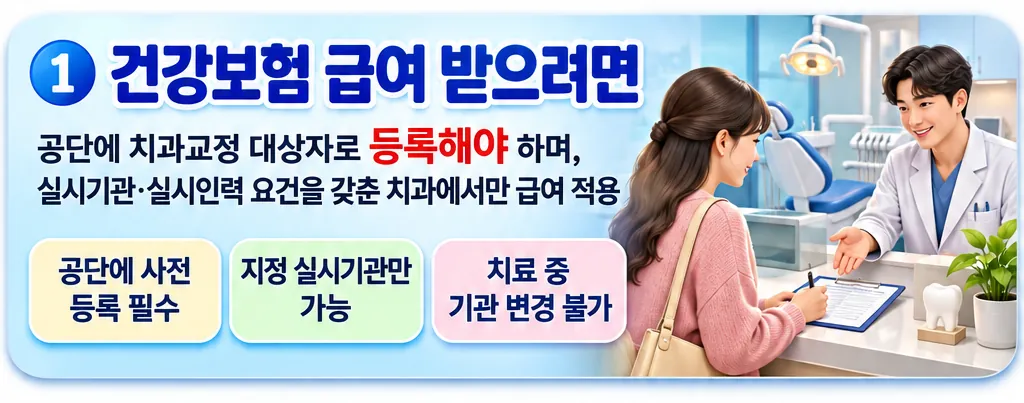 1 건강보험 급여 받으려면
공단에 치과교정 대상자로 등록해야 하며,
실시기관·실시인력 요건을 갖춘 치과에서만 급여 적용
공단에 사전
등록 필수
지정 실시기관만
가능
치료 중
기관 변경 불가